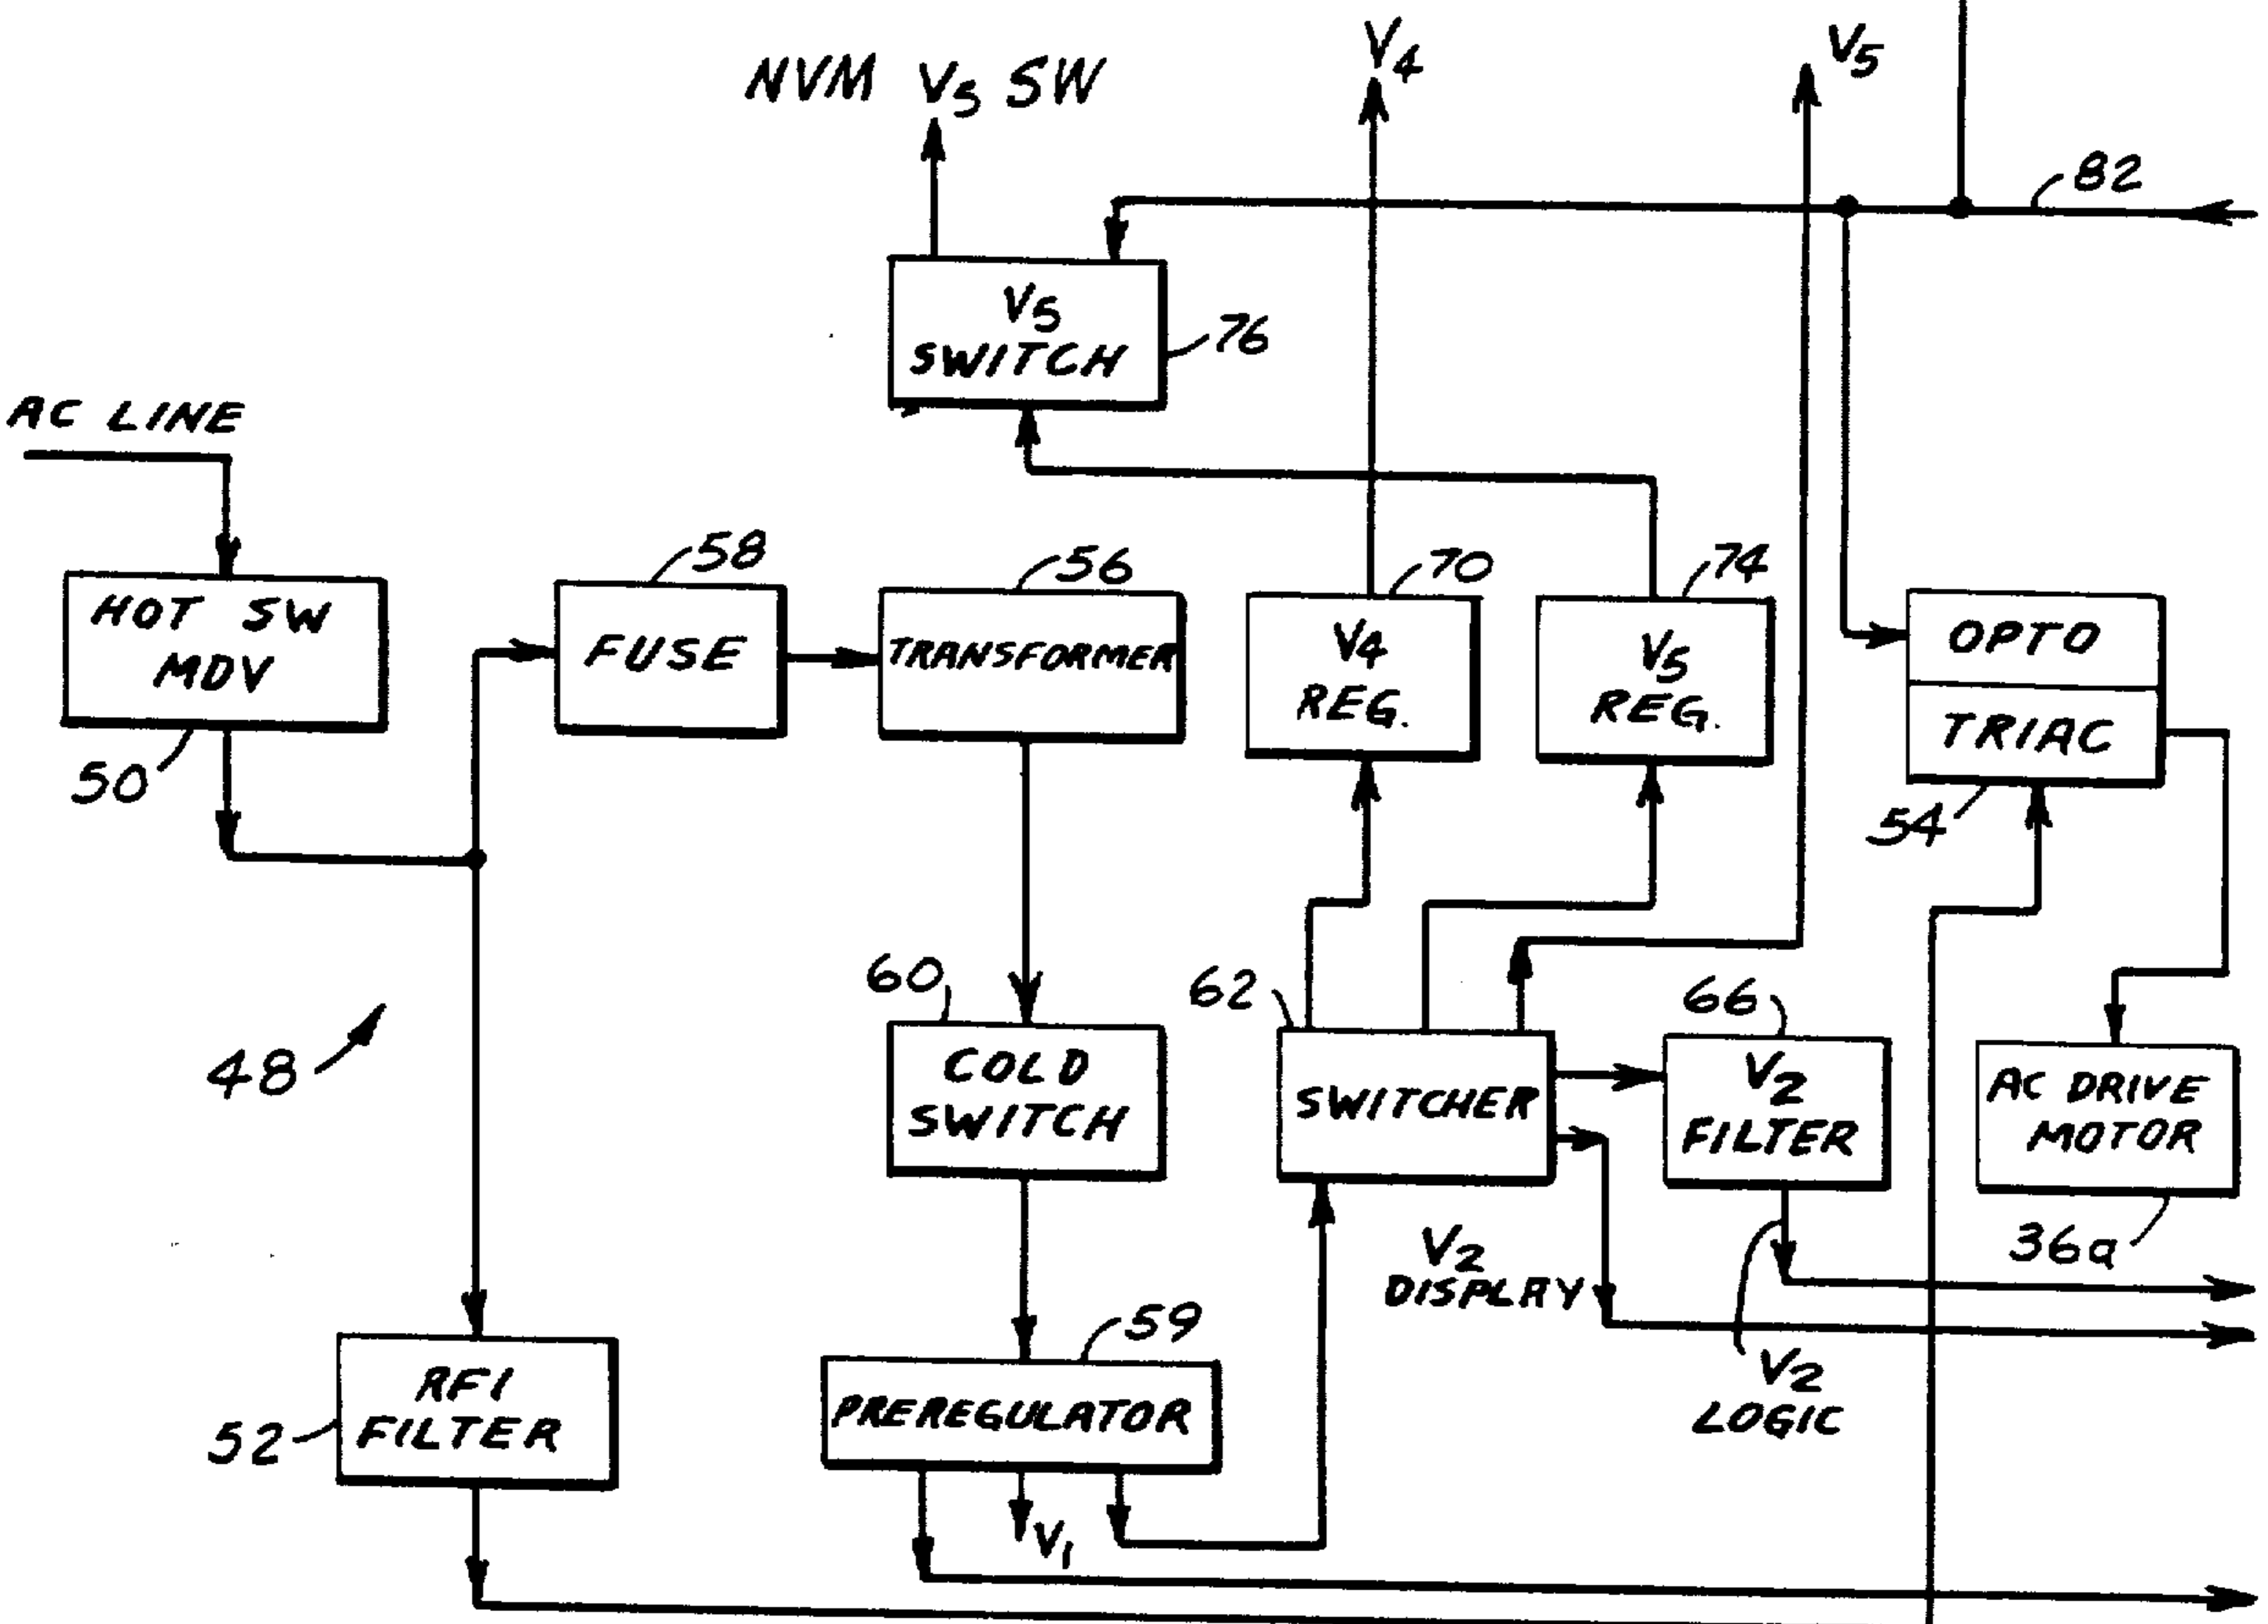 V4
V5
NVM V5 SW
82
V5
SWITCH
76
AC LINE
58
56
70
74
HOT SW
MDV
FUSE
TRANSFORMER
V4
REG.
V5
REG.
OPTO
TRIAC
50
54
60
62
66
48
COLD
SWITCH
SWITCHER
V2
FILTER
AC DRIVE
MOTOR
36a
V2
DISPLAY
59
V2
LOGIC
RFI
FILTER
52
PREREGULATOR
V1